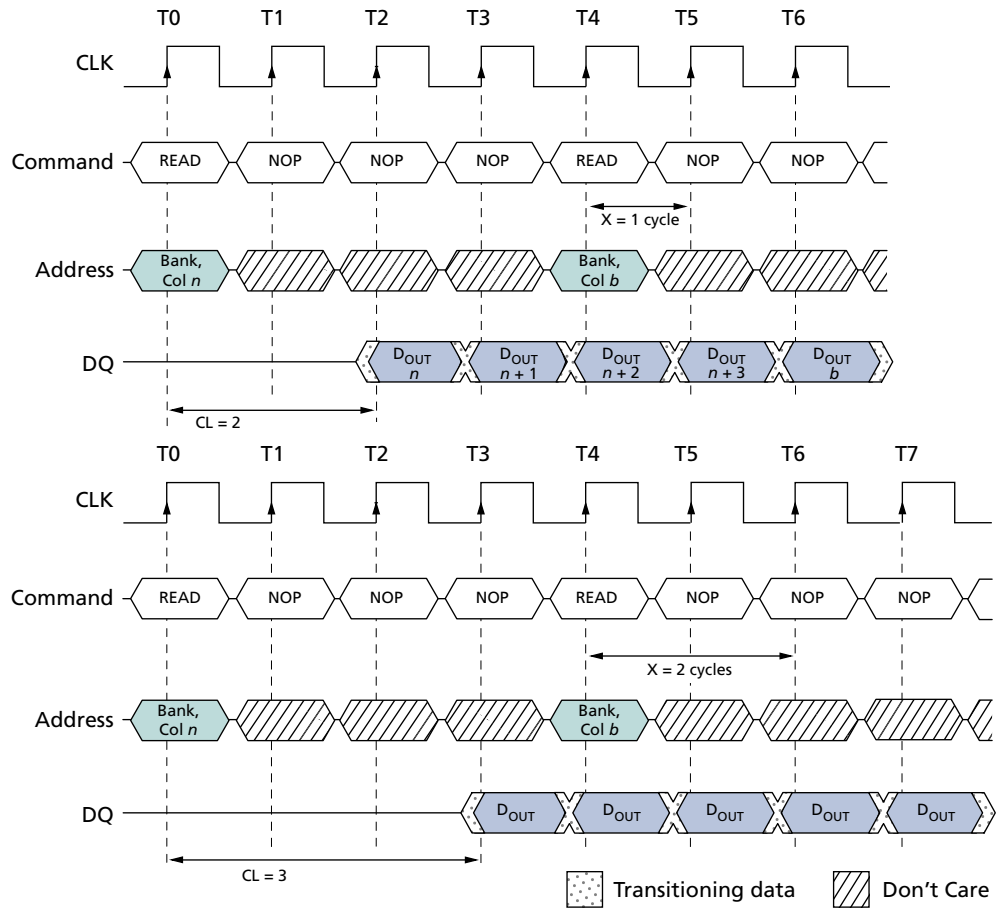 T0 T1 T2 T3 T4 T5 T6
CLK
Command READ NOP NOP NOP READ NOP NOP
X = 1 cycle
Address Bank, Col n Bank, Col b
DQ DOUT n DOUT n + 1 DOUT n + 2 DOUT n + 3 DOUT b
CL = 2
T0 T1 T2 T3 T4 T5 T6 T7
CLK
Command READ NOP NOP NOP READ NOP NOP NOP
X = 2 cycles
Address Bank, Col n Bank, Col b
DQ DOUT DOUT DOUT DOUT DOUT
CL = 3
Transitioning data Don't Care